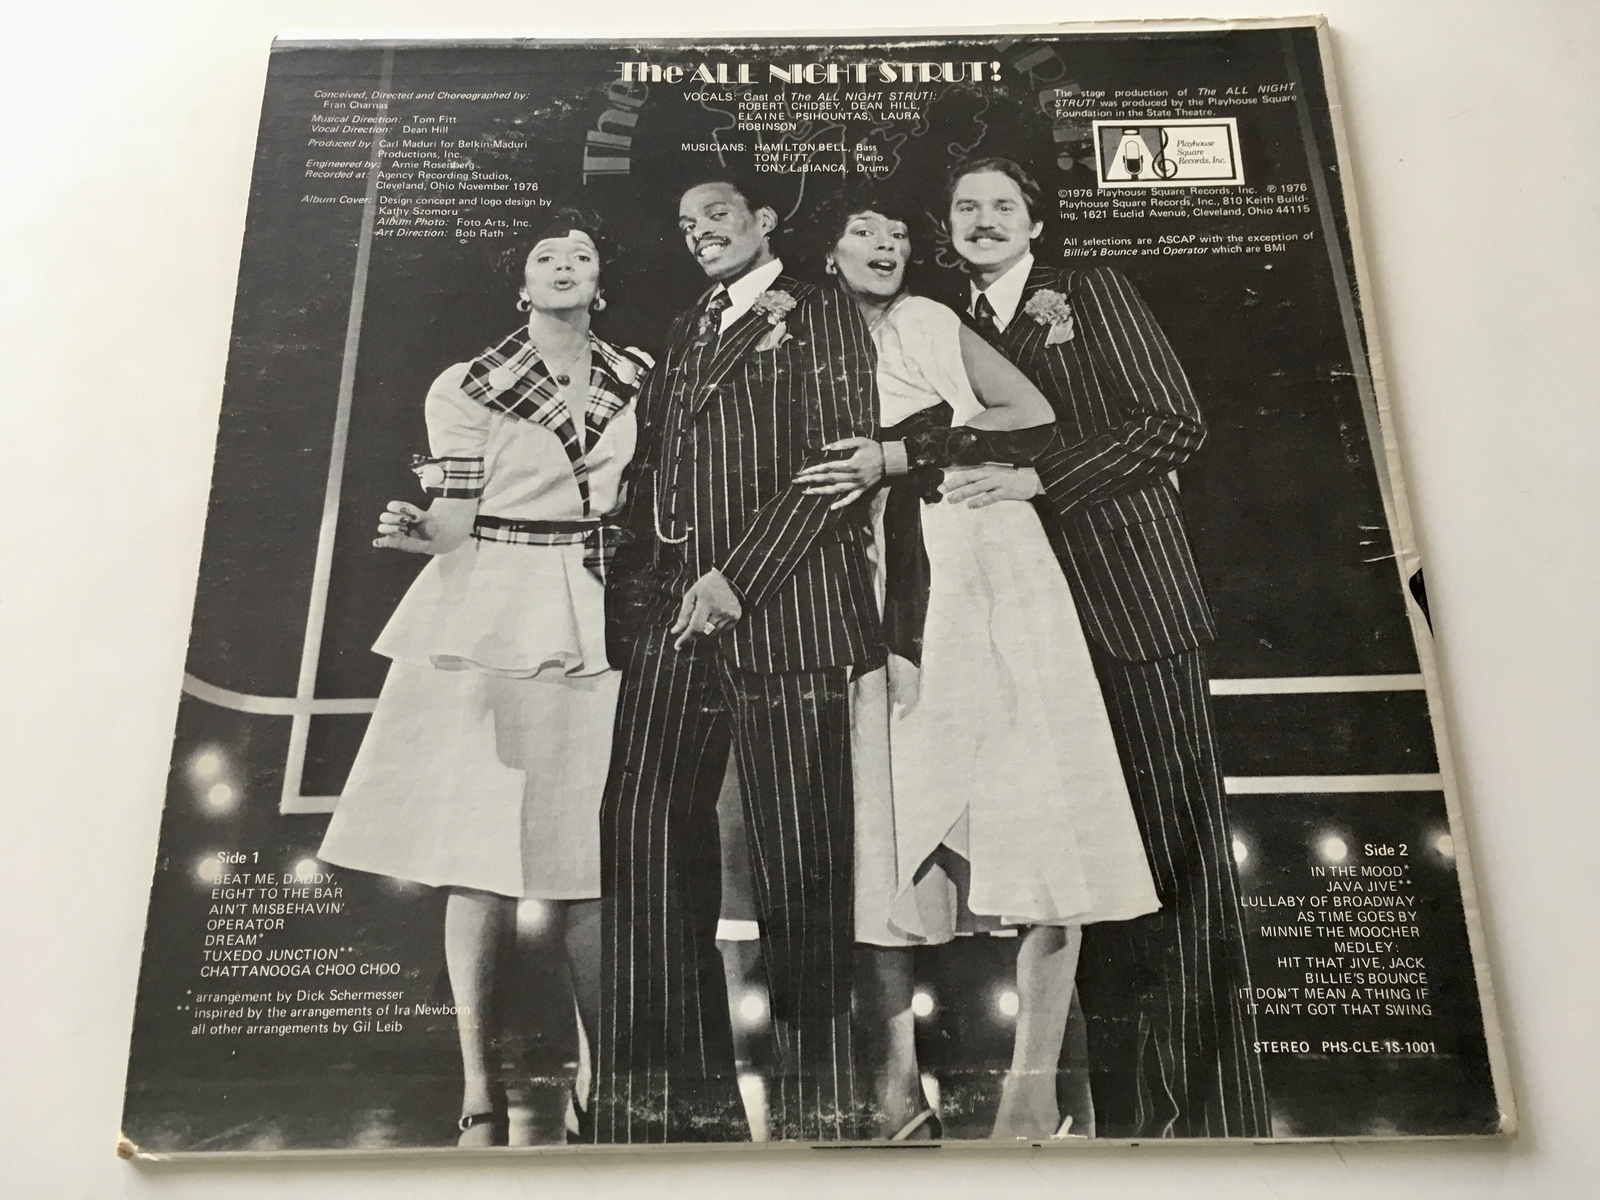 The ALL NIGHT STRUT!
Conceived, Directed and Choreographed by:
Fran Charnas
Musical Direction: Tom Fitt
Vocal Direction: Dean Hill
Produced by: Carl Maduri for Belkin-Maduri
Productions, Inc.
Engineered by: Arnie Rosenberg
Recorded at: Agency Recording Studios,
Cleveland, Ohio November 1976
Album Cover: Design concept and logo design by
Kathy Szomoru
Album Photo: Foto Arts, Inc.
Art Direction: Bob Rath
VOCALS: Cast of The ALL NIGHT STRUT!:
ROBERT CHIDSEY, DEAN HILL,
ELAINE PSIHOUNTAS, LAURA
ROBINSON
MUSICIANS: HAMILTON BELL, Bass
TOM FITT, Piano
TONY LaBIANCA, Drums
The stage production of The ALL NIGHT
STRUT! was produced by the Playhouse Square
Foundation in the State Theatre.
Playhouse
Square
Records, Inc.
©1976 Playhouse Square Records, Inc. ℗ 1976
Playhouse Square Records, Inc., 810 Keith Build-
ing, 1621 Euclid Avenue, Cleveland, Ohio 44115
All selections are ASCAP with the exception of
Billie's Bounce and Operator which are BMI
The
Side 1
BEAT ME, DADDY,
EIGHT TO THE BAR
AIN'T MISBEHAVIN'
OPERATOR
DREAM*
TUXEDO JUNCTION**
CHATTANOOGA CHOO CHOO
* arrangement by Dick Schermesser
** inspired by the arrangements of Ira Newborn
all other arrangements by Gil Leib
Side 2
IN THE MOOD*
JAVA JIVE**
LULLABY OF BROADWAY
AS TIME GOES BY
MINNIE THE MOOCHER
MEDLEY:
HIT THAT JIVE, JACK
BILLIE'S BOUNCE
IT DON'T MEAN A THING IF
IT AIN'T GOT THAT SWING
STEREO PHS-CLE-1S-1001